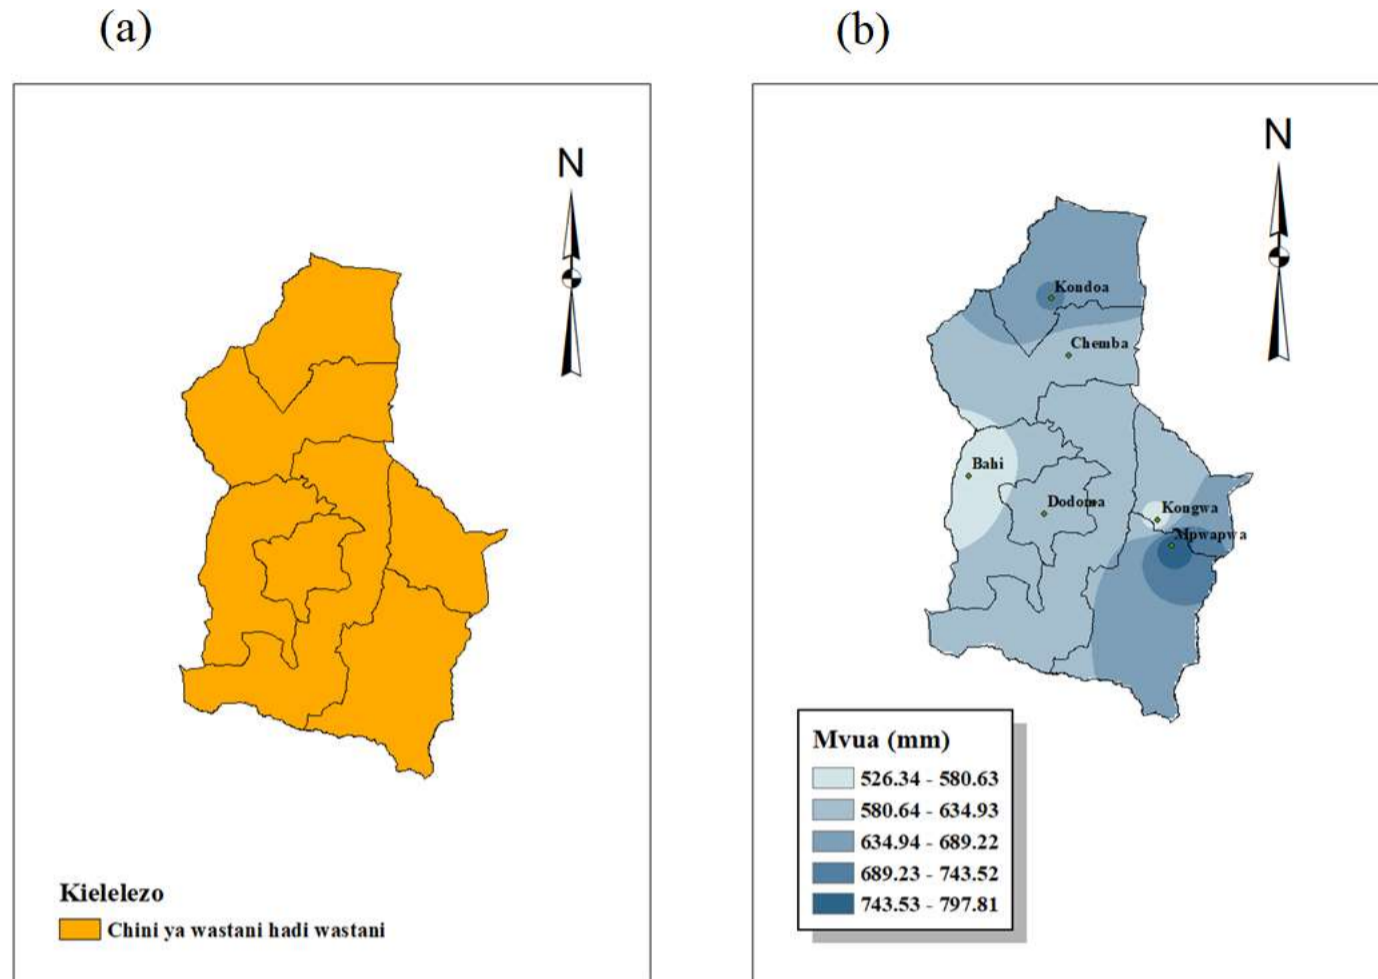 (a)
(b)
N
Kielelezo
Chini ya wastani hadi wastani
N
Kondoa
Chemba
Bahi
Dodoma
Kongwa
Mpwapwa
Mvua (mm)
526.34 - 580.63
580.64 - 634.93
634.94 - 689.22
689.23 - 743.52
743.53 - 797.81